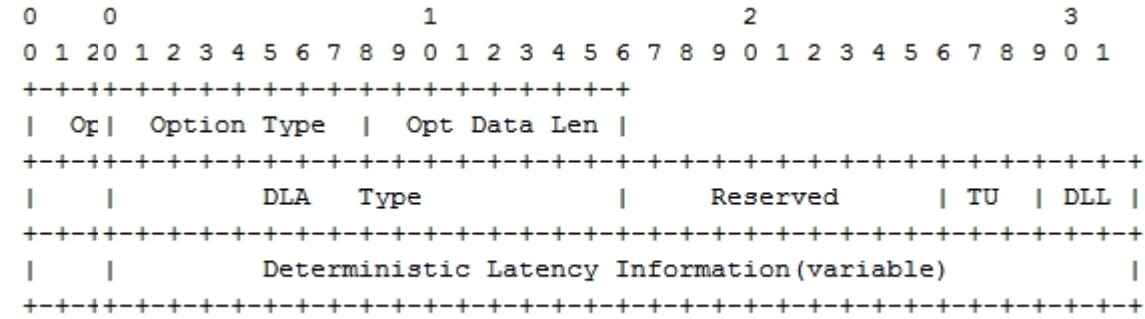 0    0                   1                   2                   3
0 1 20 1 2 3 4 5 6 7 8 9 0 1 2 3 4 5 6 7 8 9 0 1 2 3 4 5 6 7 8 9 0 1
+-+-++-+-+-+-+-+-+-+-+-+-+-+-+-+-+-+-+
|  Op|  Option Type  |  Opt Data Len |
+-+-++-+-+-+-+-+-+-+-+-+-+-+-+-+-+-+-+-+-+-+-+-+-+-+-+-+-+-+-+-+-+-+-+
|    |         DLA   Type            |     Reserved      | TU  | DLL |
+-+-++-+-+-+-+-+-+-+-+-+-+-+-+-+-+-+-+-+-+-+-+-+-+-+-+-+-+-+-+-+-+-+-+
|    |         Deterministic Latency Information(variable)           |
+-+-++-+-+-+-+-+-+-+-+-+-+-+-+-+-+-+-+-+-+-+-+-+-+-+-+-+-+-+-+-+-+-+-+